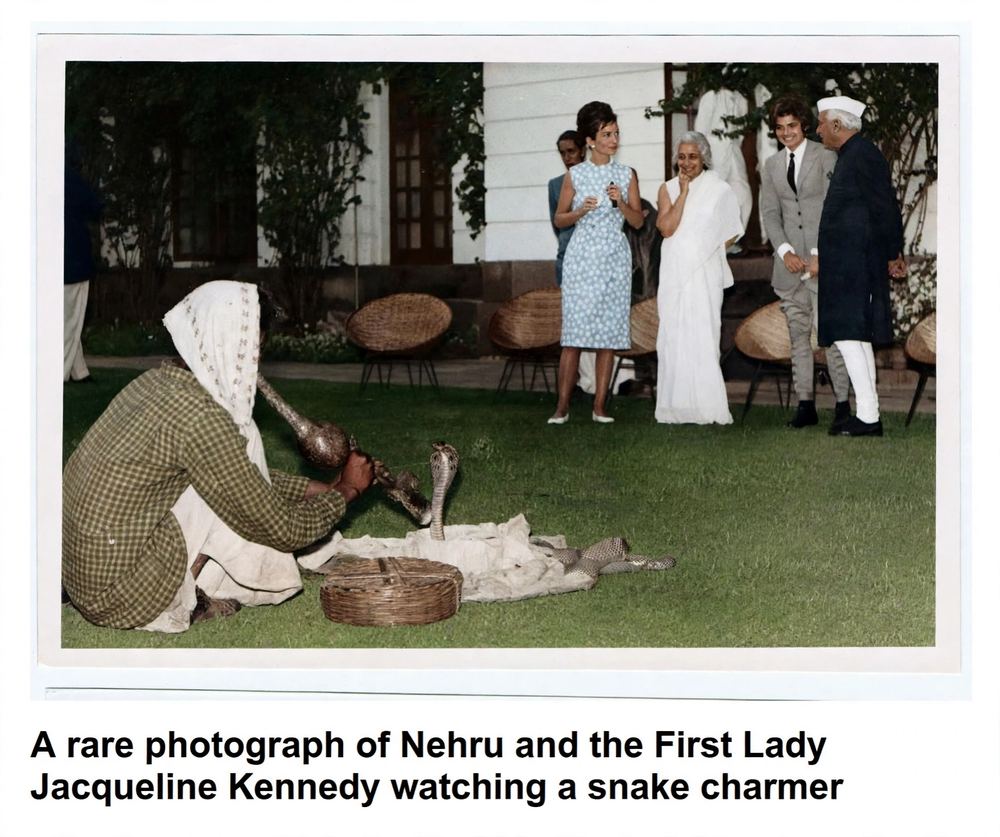 A rare photograph of Nehru and the First Lady
Jacqueline Kennedy watching a snake charmer